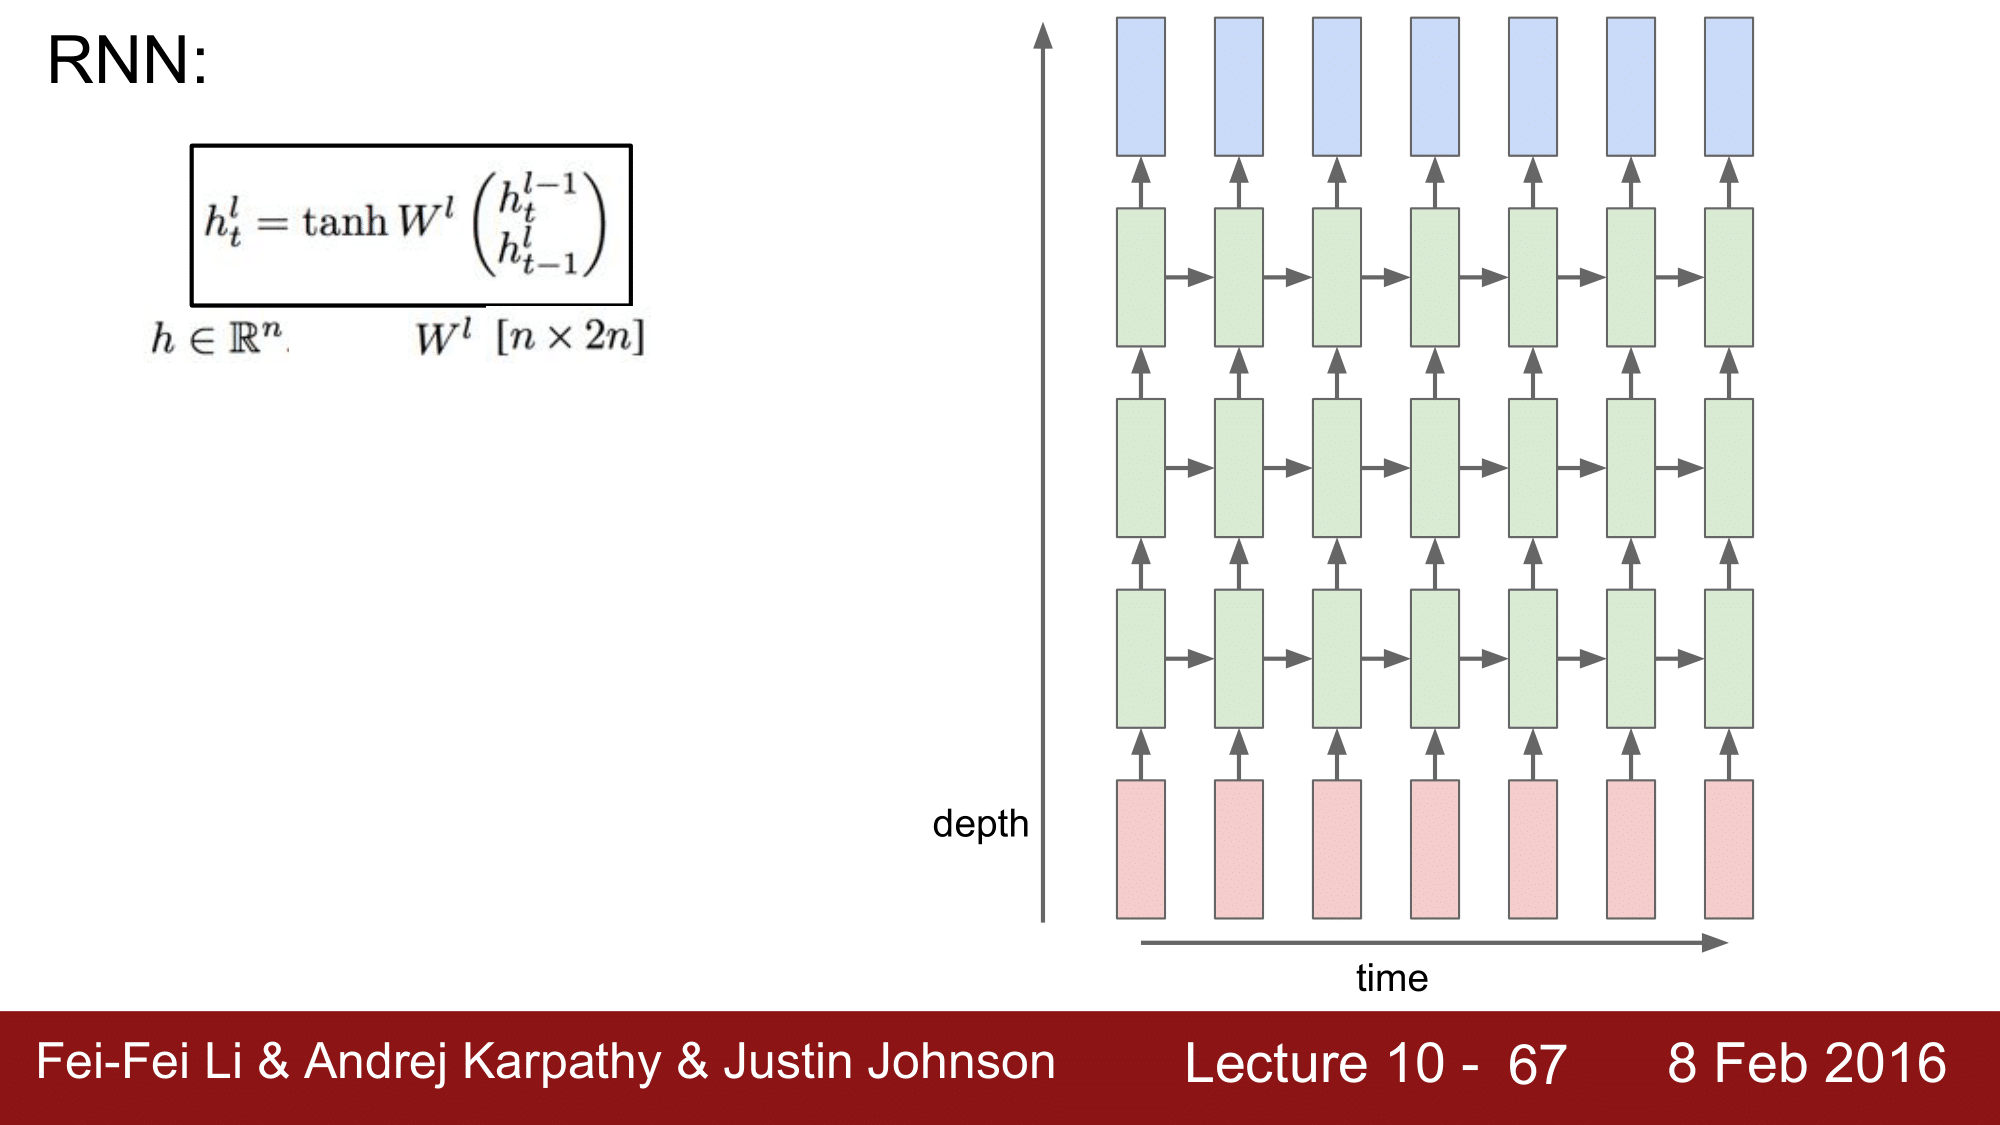 RNN:
$h_t^l = \tanh W^l \begin{pmatrix} h_t^{l-1} \\ h_{t-1}^l \end{pmatrix}$
$h \in \mathbb{R}^n.$ $W^l$ $[n \times 2n]$
depth
time
Fei-Fei Li & Andrej Karpathy & Justin Johnson Lecture 10 - 67 8 Feb 2016